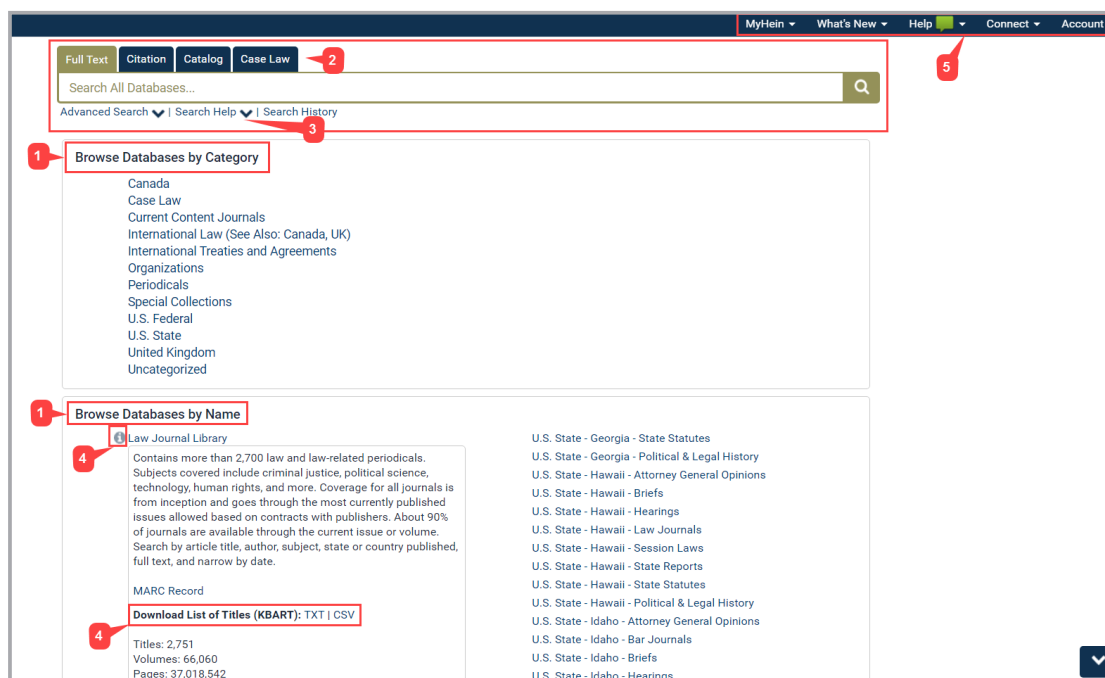 MyHein What's New Help Connect Account
5
Full Text Citation Catalog Case Law
2
Search All Databases...
Advanced Search | Search Help | Search History
3
1
Browse Databases by Category
Canada
Case Law
Current Content Journals
International Law (See Also: Canada, UK)
International Treaties and Agreements
Organizations
Periodicals
Special Collections
U.S. Federal
U.S. State
United Kingdom
Uncategorized
1
Browse Databases by Name
Law Journal Library
4
Contains more than 2,700 law and law-related periodicals.
Subjects covered include criminal justice, political science,
technology, human rights, and more. Coverage for all journals is
from inception and goes through the most currently published
issues allowed based on contracts with publishers. About 90%
of journals are available through the current issue or volume.
Search by article title, author, subject, state or country published,
full text, and narrow by date.
MARC Record
Download List of Titles (KBART): TXT | CSV
4
Titles: 2,751
Volumes: 66,060
Pages: 37,018,542
U.S. State - Georgia - State Statutes
U.S. State - Georgia - Political & Legal History
U.S. State - Hawaii - Attorney General Opinions
U.S. State - Hawaii - Briefs
U.S. State - Hawaii - Hearings
U.S. State - Hawaii - Law Journals
U.S. State - Hawaii - Session Laws
U.S. State - Hawaii - State Reports
U.S. State - Hawaii - State Statutes
U.S. State - Hawaii - Political & Legal History
U.S. State - Idaho - Attorney General Opinions
U.S. State - Idaho - Bar Journals
U.S. State - Idaho - Briefs
U.S. State - Idaho - Hearings